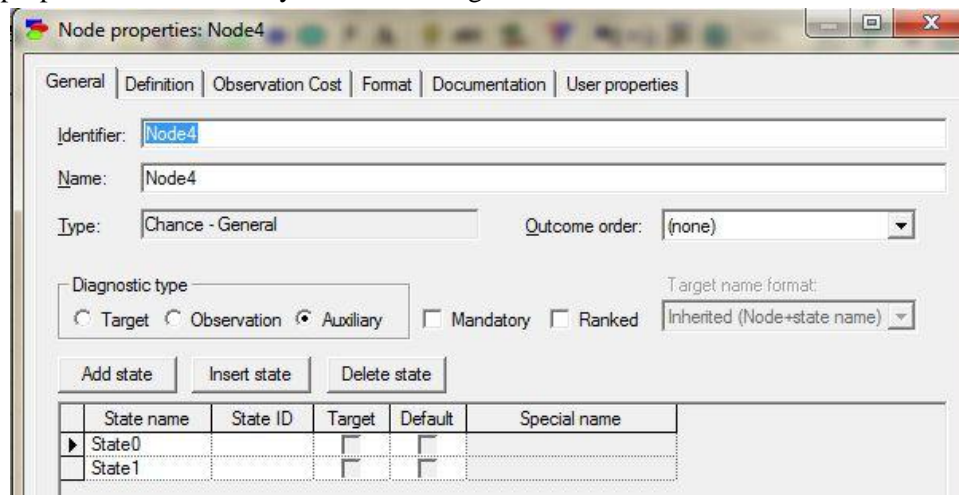 Node properties: Node4
General Definition Observation Cost Format Documentation User properties
Identifier: Node4
Name: Node4
Type: Chance - General Outcome order: (none)
Diagnostic type Target name format:
Target Observation Auxiliary Mandatory Ranked Inherited (Node+state name)
Add state Insert state Delete state
State name State ID Target Default Special name
State0
State1